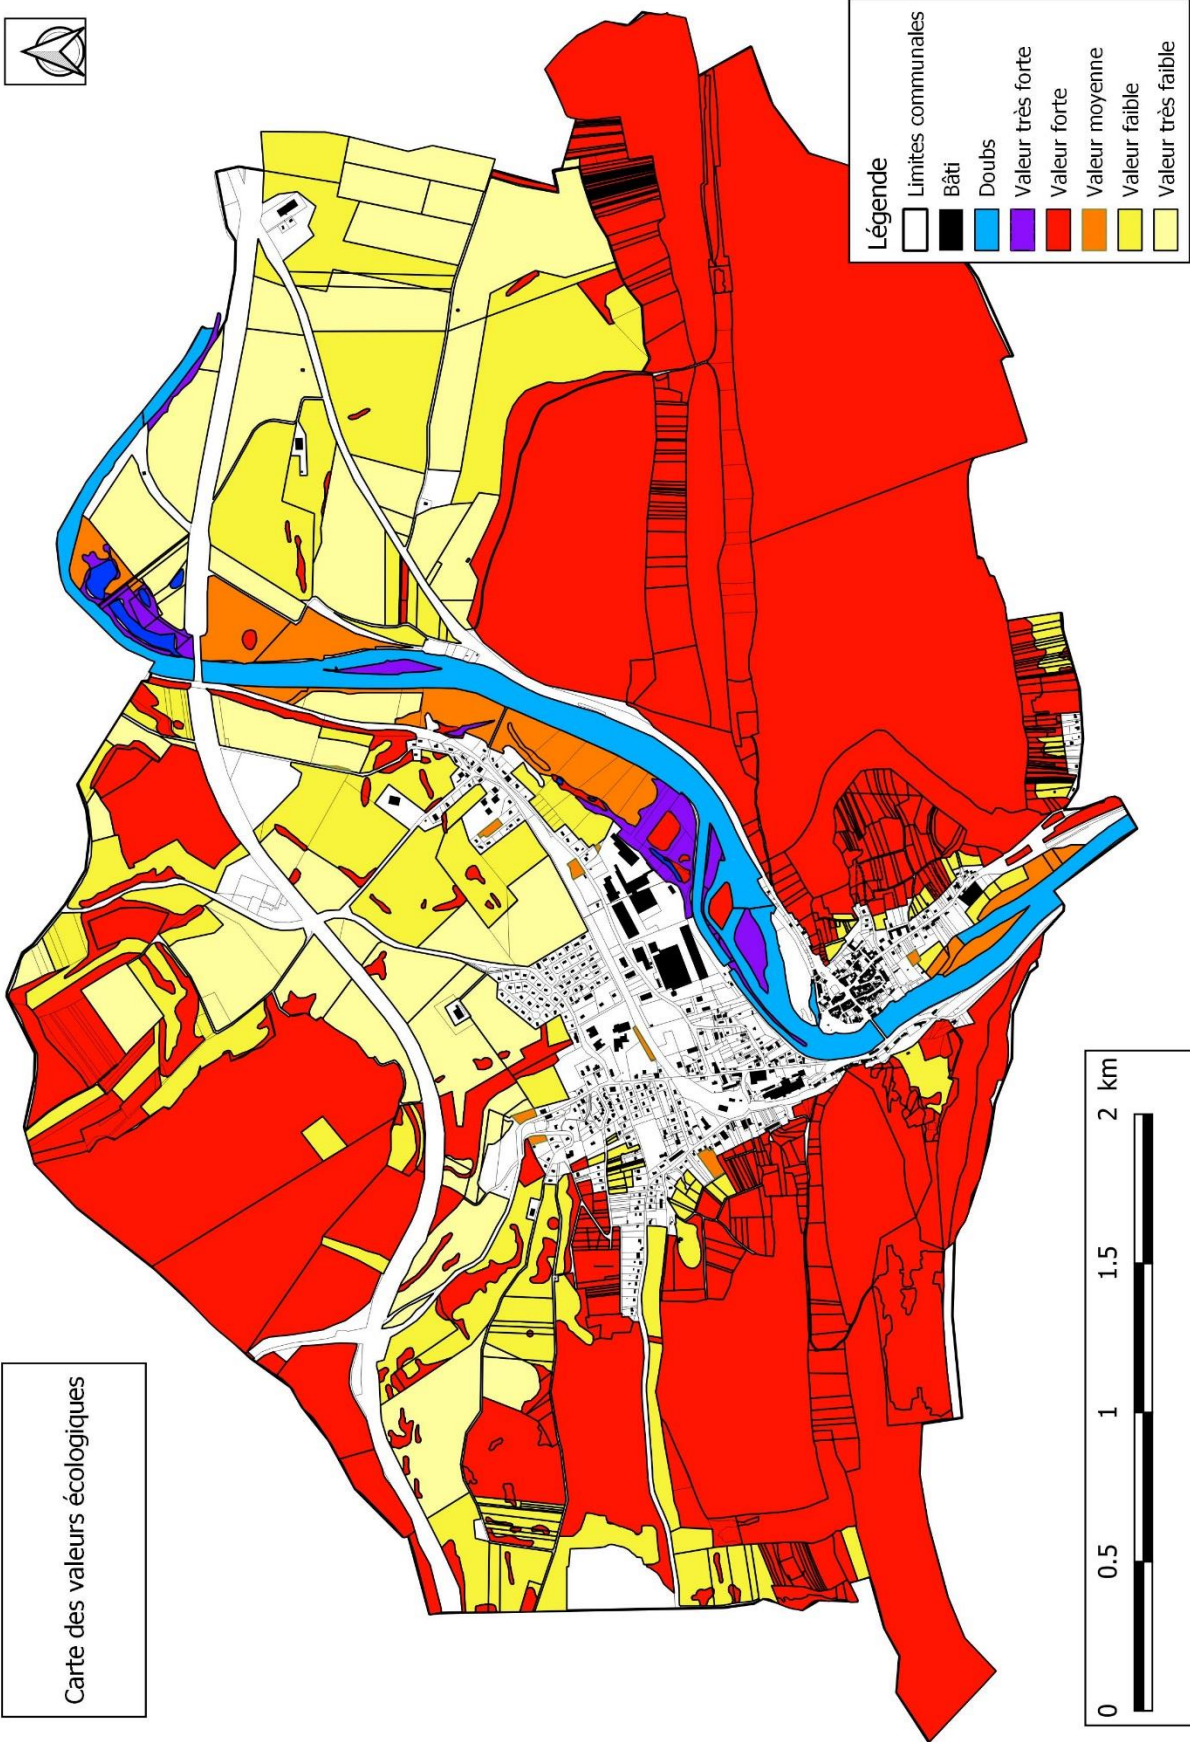 Carte des valeurs écologiques
Légende
Limites communales
Bâti
Doubs
Valeur très forte
Valeur forte
Valeur moyenne
Valeur faible
Valeur très faible
0 0.5 1 1.5 2 km